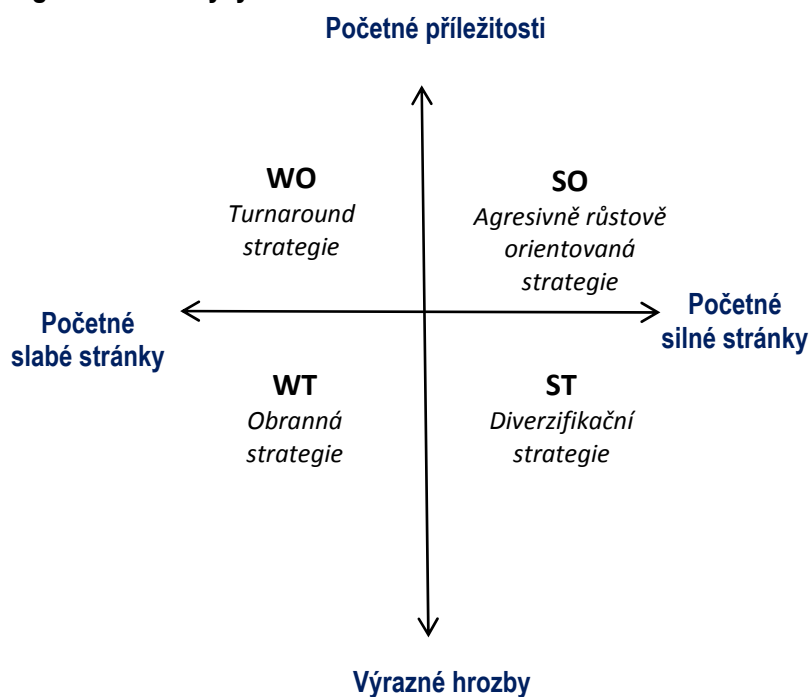 Početné příležitosti
WO
Turnaround
strategie
SO
Agresivně růstově
orientovaná
strategie
Početné
slabé stránky
Početné
silné stránky
WT
Obranná
strategie
ST
Diverzifikační
strategie
Výrazné hrozby